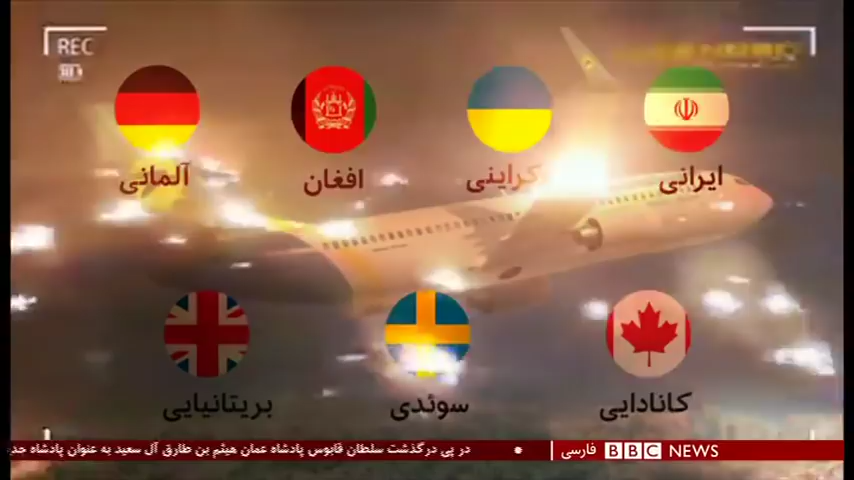 REC
ایرانی
کراینی
افغان
آلمانی
کانادایی
سوئدی
بریتانیایی
BBC NEWS فارسی
در پی درگذشت سلطان قابوس پادشاه عمان هیثم بن طارق آل سعید به عنوان پادشاه جد